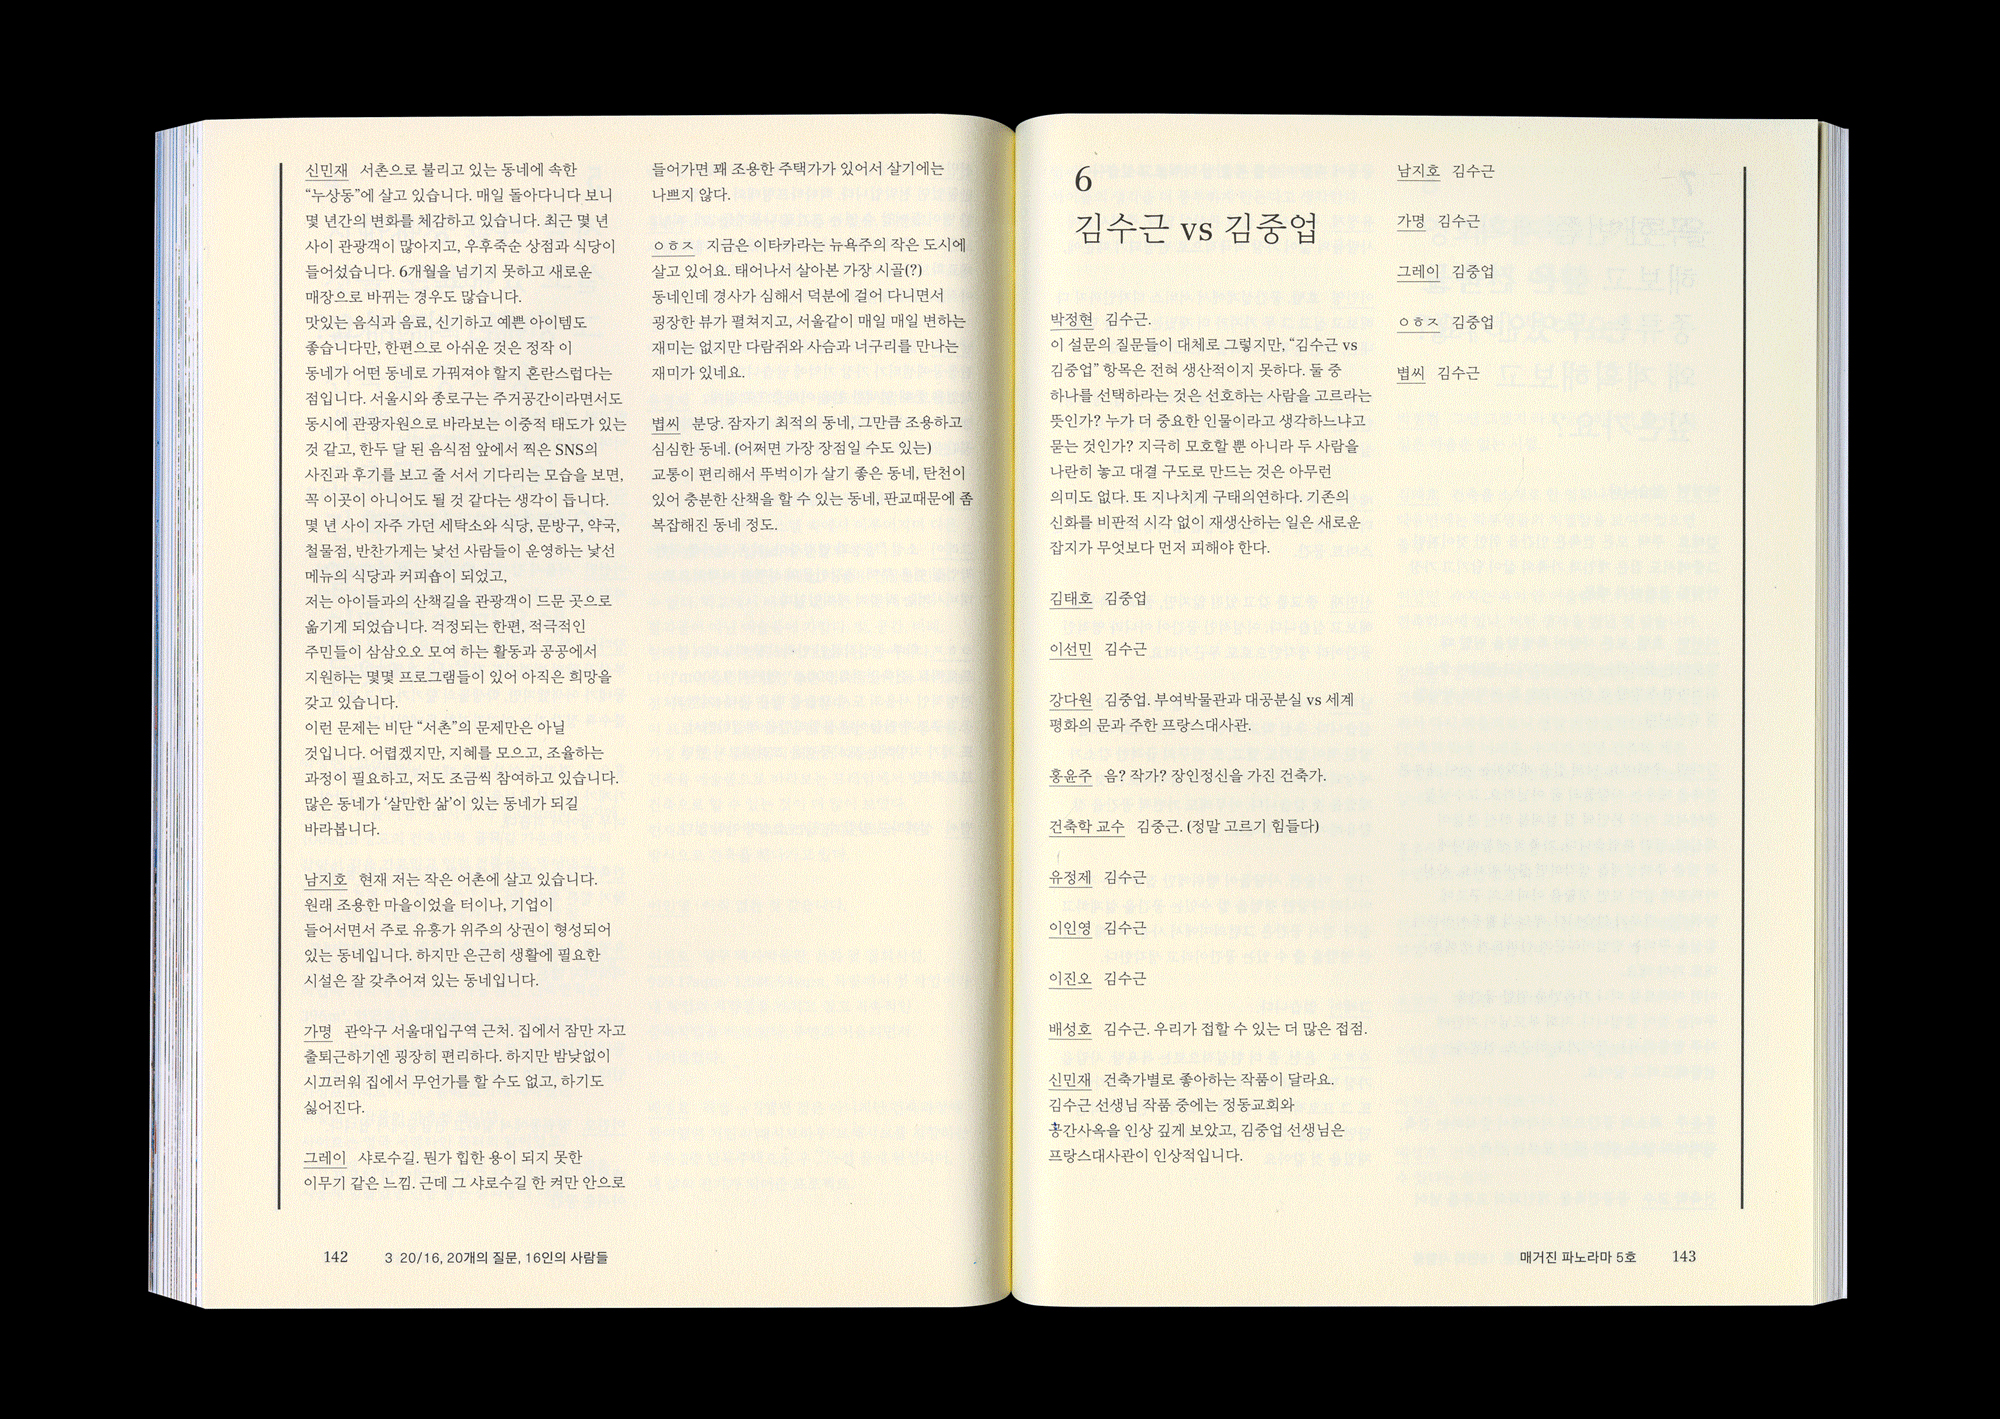 신민재 서촌으로 불리고 있는 동네에 속한
“누상동”에 살고 있습니다. 매일 돌아다니다 보니
몇 년간의 변화를 체감하고 있습니다. 최근 몇 년
사이 관광객이 많아지고, 우후죽순 상점과 식당이
들어섰습니다. 6개월을 넘기지 못하고 새로운
매장으로 바뀌는 경우도 많습니다.
맛있는 음식과 음료, 신기하고 예쁜 아이템도
좋습니다만, 한편으로 아쉬운 것은 정작 이
동네가 어떤 동네로 가꿔져야 할지 혼란스럽다는
점입니다. 서울시와 종로구는 주거공간이라면서도
동시에 관광자원으로 바라보는 이중적 태도가 있는
것 같고, 한두 달 된 음식점 앞에서 찍은 SNS의
사진과 후기를 보고 줄 서서 기다리는 모습을 보면,
꼭 이곳이 아니어도 될 것 같다는 생각이 듭니다.
몇 년 사이 자주 가던 세탁소와 식당, 문방구, 약국,
철물점, 반찬가게는 낯선 사람들이 운영하는 낯선
메뉴의 식당과 커피숍이 되었고,
저는 아이들과의 산책길을 관광객이 드문 곳으로
옮기게 되었습니다. 걱정되는 한편, 적극적인
주민들이 삼삼오오 모여 하는 활동과 공공에서
지원하는 몇몇 프로그램들이 있어 아직은 희망을
갖고 있습니다.
이런 문제는 비단 “서촌”의 문제만은 아닐
것입니다. 어렵겠지만, 지혜를 모으고, 조율하는
과정이 필요하고, 저도 조금씩 참여하고 있습니다.
많은 동네가 ‘살만한 삶’이 있는 동네가 되길
바라봅니다.
남지호 현재 저는 작은 어촌에 살고 있습니다.
원래 조용한 마을이었을 터이나, 기업이
들어서면서 주로 유흥가 위주의 상권이 형성되어
있는 동네입니다. 하지만 은근히 생활에 필요한
시설은 잘 갖추어져 있는 동네입니다.
가명 관악구 서울대입구역 근처. 집에서 잠만 자고
출퇴근하기엔 굉장히 편리하다. 하지만 밤낮없이
시끄러워 집에서 무언가를 할 수도 없고, 하기도
싫어진다.
그레이 샤로수길. 뭔가 힙한 용이 되지 못한
이무기 같은 느낌. 근데 그 샤로수길 한 켜만 안으로
들어가면 꽤 조용한 주택가가 있어서 살기에는
나쁘지 않다.
ㅇㅎㅈ 지금은 이타카라는 뉴욕주의 작은 도시에
살고 있어요. 태어나서 살아본 가장 시골(?)
동네인데 경사가 심해서 덕분에 걸어 다니면서
굉장한 뷰가 펼쳐지고, 서울같이 매일 매일 변하는
재미는 없지만 다람쥐와 사슴과 너구리를 만나는
재미가 있네요.
볍씨 분당. 잠자기 최적의 동네, 그만큼 조용하고
심심한 동네. (어쩌면 가장 장점일 수도 있는)
교통이 편리해서 뚜벅이가 살기 좋은 동네, 탄천이
있어 충분한 산책을 할 수 있는 동네, 판교때문에 좀
복잡해진 동네 정도.
142 3 20/16, 20개의 질문, 16인의 사람들
6
김수근 vs 김중업
박정현 김수근.
이 설문의 질문들이 대체로 그렇지만, “김수근 vs
김중업” 항목은 전혀 생산적이지 못하다. 둘 중
하나를 선택하라는 것은 선호하는 사람을 고르라는
뜻인가? 누가 더 중요한 인물이라고 생각하느냐고
묻는 것인가? 지극히 모호할 뿐 아니라 두 사람을
나란히 놓고 대결 구도로 만드는 것은 아무런
의미도 없다. 또 지나치게 구태의연하다. 기존의
신화를 비판적 시각 없이 재생산하는 일은 새로운
잡지가 무엇보다 먼저 피해야 한다.
김태호 김중업
이선민 김수근
강다원 김중업. 부여박물관과 대공분실 vs 세계
평화의 문과 주한 프랑스대사관.
홍윤주 음? 작가? 장인정신을 가진 건축가.
건축학 교수 김중근. (정말 고르기 힘들다)
유정제 김수근
이인영 김수근
이진오 김수근
배성호 김수근. 우리가 접할 수 있는 더 많은 접점.
신민재 건축가별로 좋아하는 작품이 달라요.
김수근 선생님 작품 중에는 정동교회와
공간사옥을 인상 깊게 보았고, 김중업 선생님은
프랑스대사관이 인상적입니다.
남지호 김수근
가명 김수근
그레이 김중업
ㅇㅎㅈ 김중업
볍씨 김수근
매거진 파노라마 5호 143